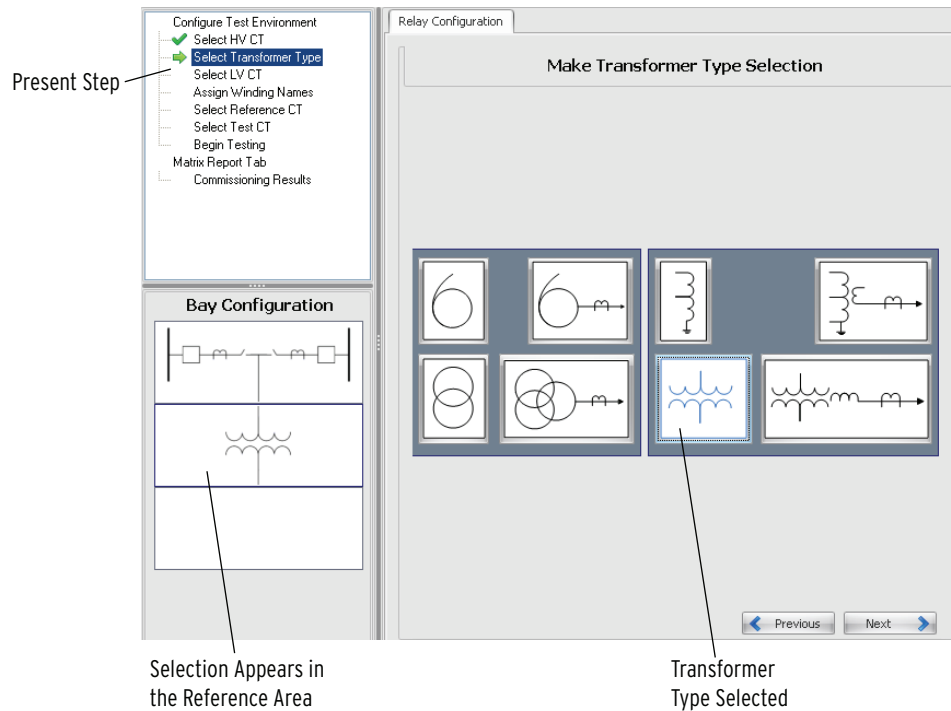 Configure Test Environment
Select HV CT
Select Transformer Type
Select LV CT
Assign Winding Names
Select Reference CT
Select Test CT
Begin Testing
Matrix Report Tab
Commissioning Results
Present Step
Bay Configuration
Relay Configuration
Make Transformer Type Selection
Previous
Next
Selection Appears in
the Reference Area
Transformer
Type Selected